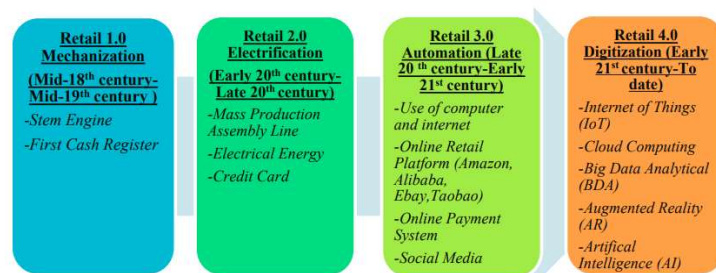 Retail 1.0
Mechanization
(Mid-18th century-
Mid-19th century )
-Stem Engine
-First Cash Register
Retail 2.0
Electrification
(Early 20th century-
Late 20th century)
-Mass Production
Assembly Line
-Electrical Energy
-Credit Card
Retail 3.0
Automation (Late
20 th century-Early
21st century)
-Use of computer
and internet
-Online Retail
Platform (Amazon,
Alibaba,
Ebay,Taobao)
-Online Payment
System
-Social Media
Retail 4.0
Digitization (Early
21st century-To
date)
-Internet of Things
(IoT)
-Cloud Computing
-Big Data Analytical
(BDA)
-Augmented Reality
(AR)
-Artifical
Intelligence (AI)